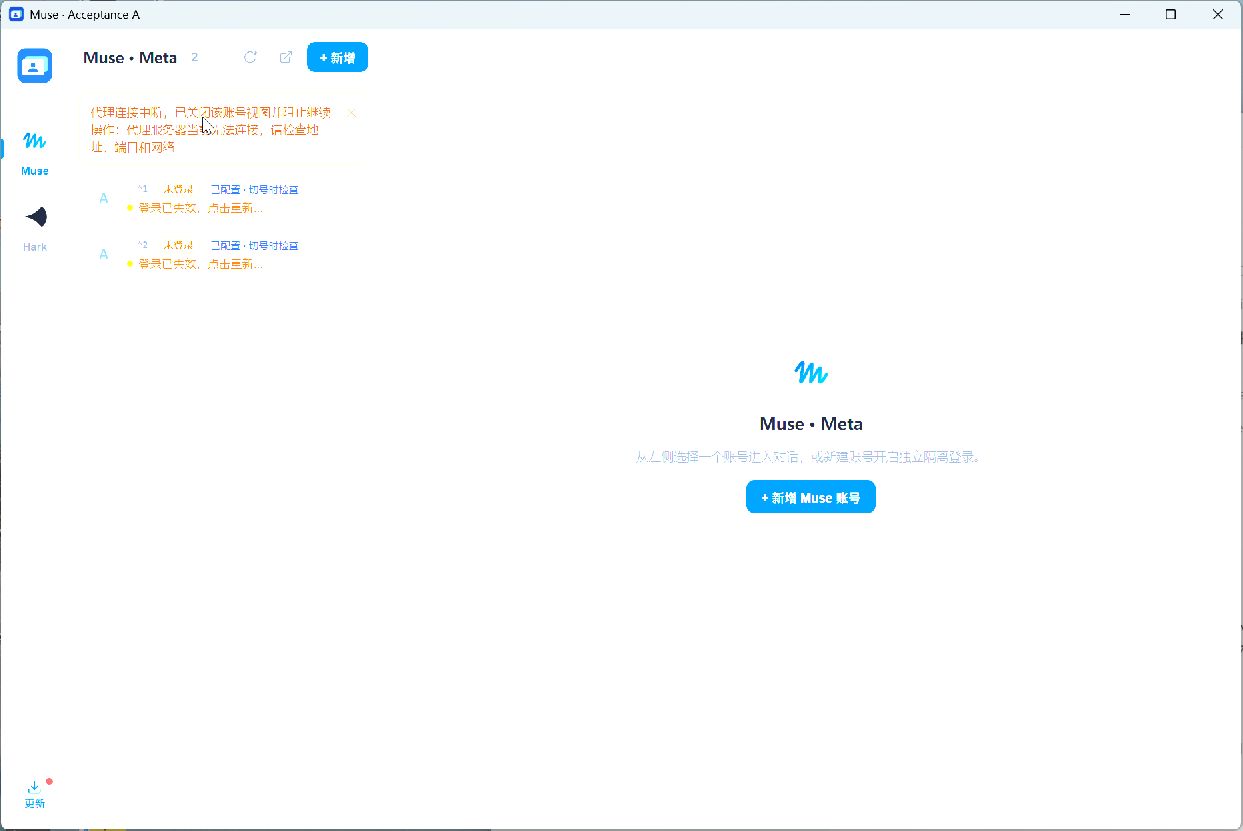 Muse · Acceptance A
Muse • Meta 2
+ 新增
代理连接中断，已关闭该账号视图并阻止继续
操作：代理服务器当前无法连接，请检查地
址、端口和网络
Muse
A ^1 未登录 已配置 · 切号时检查
登录已失效，点击重新...
Hark
A ^2 未登录 已配置 · 切号时检查
登录已失效，点击重新...
Muse • Meta
从左侧选择一个账号进入对话，或新建账号开启独立隔离登录。
+ 新增 Muse 账号
更新